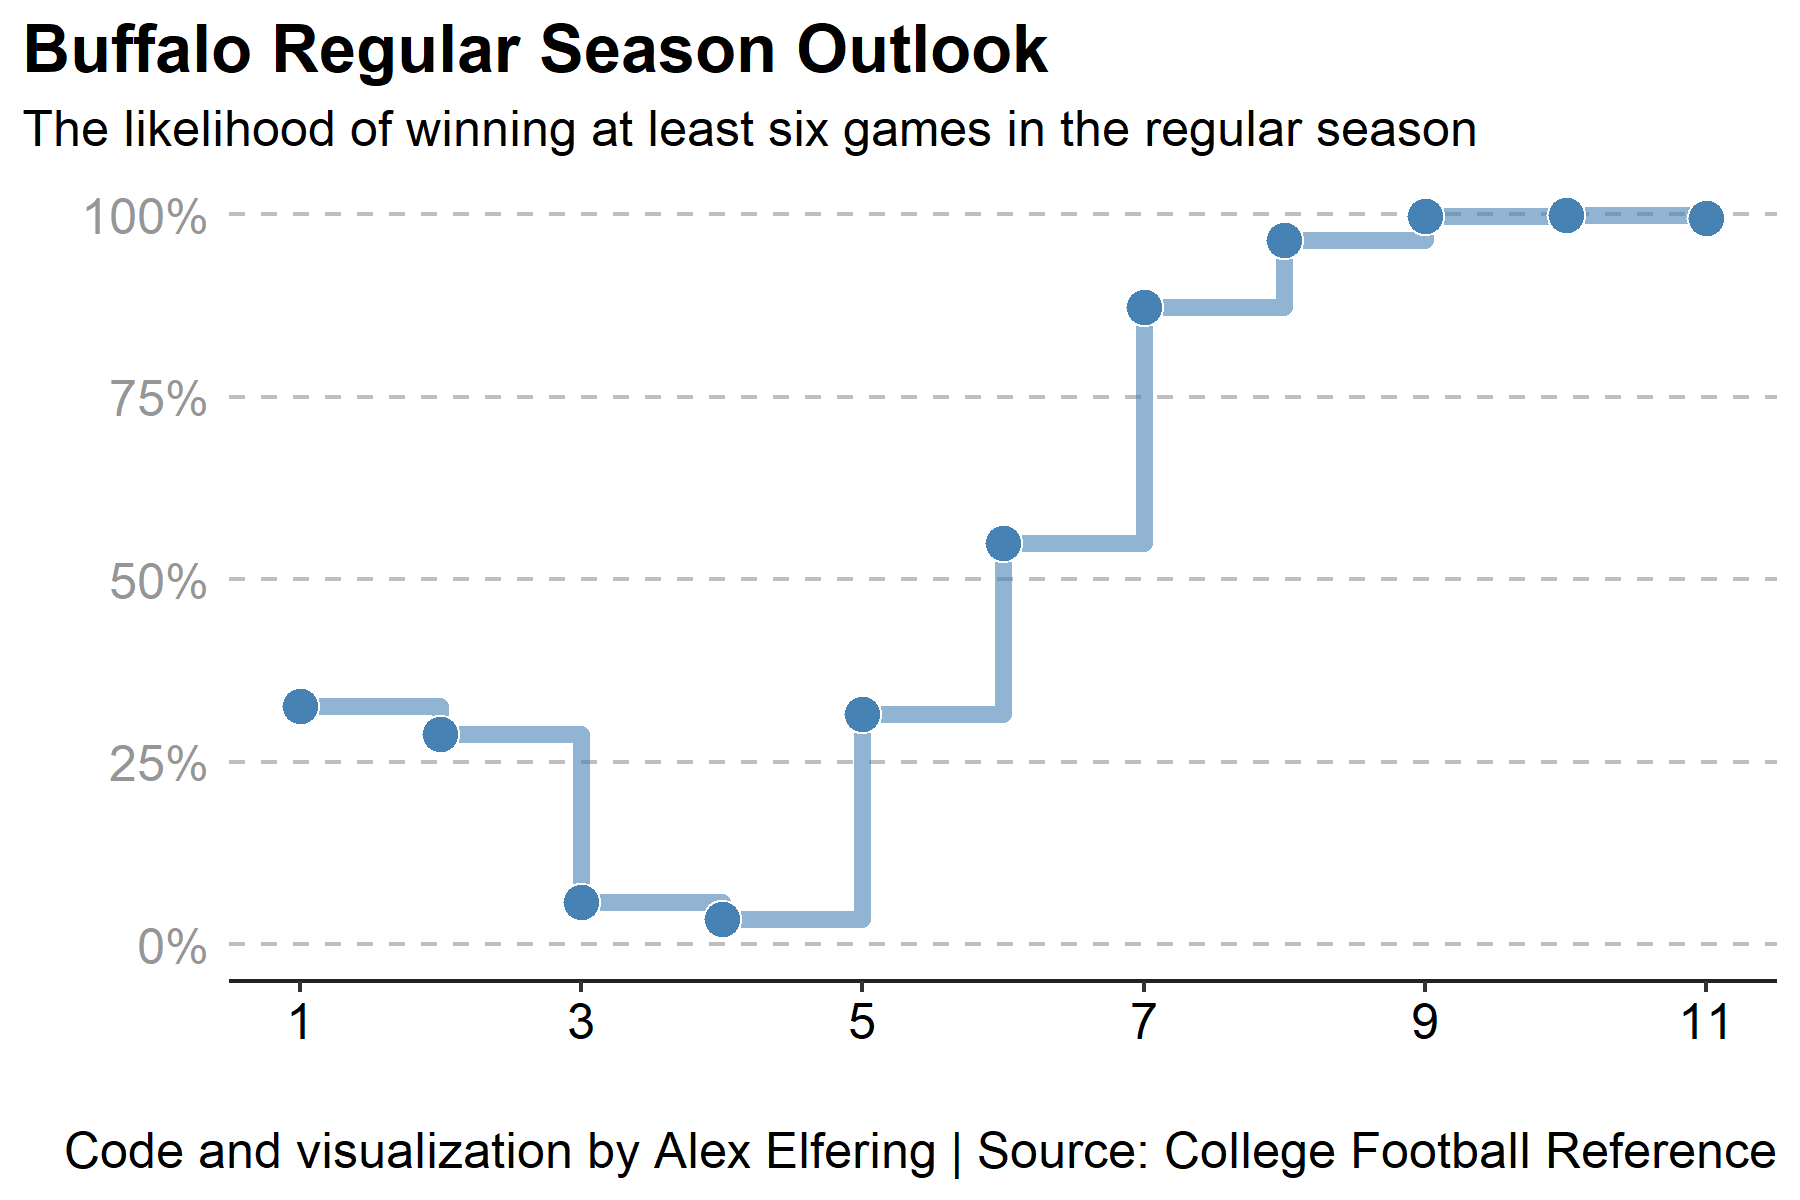 Buffalo Regular Season Outlook
The likelihood of winning at least six games in the regular season
100%
75%
50%
25%
0%
1 3 5 7 9 11
Code and visualization by Alex Elfering | Source: College Football Reference